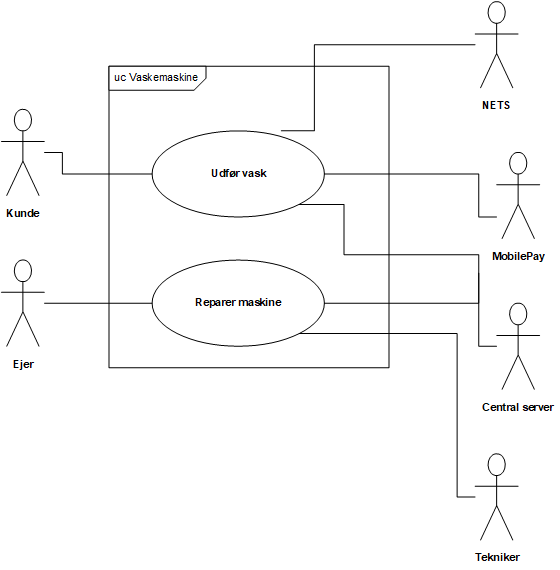 NETS
uc Vaskemaskine
Kunde
Udfør vask
MobilePay
Ejer
Reparer maskine
Central server
Tekniker